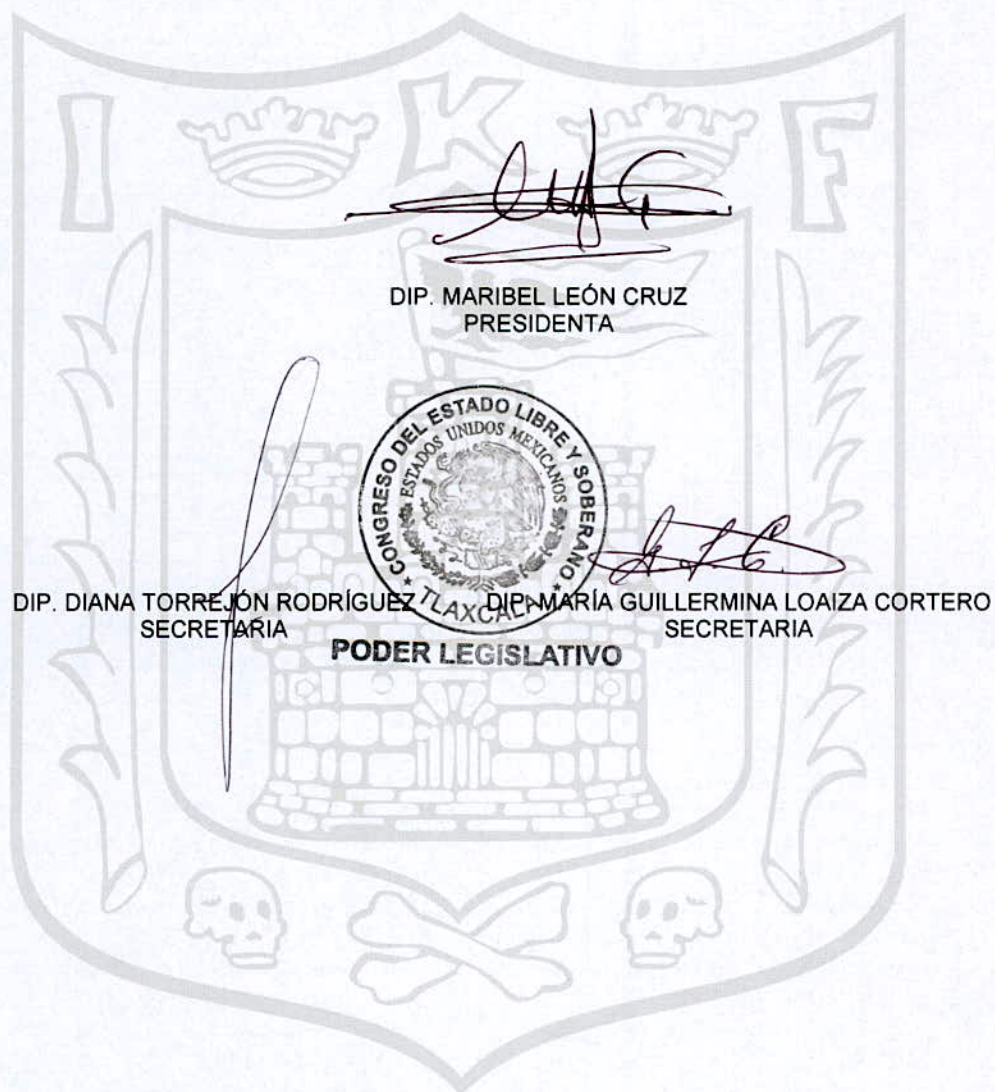 I K F
DIP. MARIBEL LEÓN CRUZ
PRESIDENTA
CONGRESO DEL ESTADO LIBRE Y SOBERANO
ESTADOS UNIDOS MEXICANOS
* TLAXCALA *
DIP. DIANA TORREJÓN RODRÍGUEZ
SECRETARIA
DIP. MARÍA GUILLERMINA LOAIZA CORTERO
SECRETARIA
PODER LEGISLATIVO